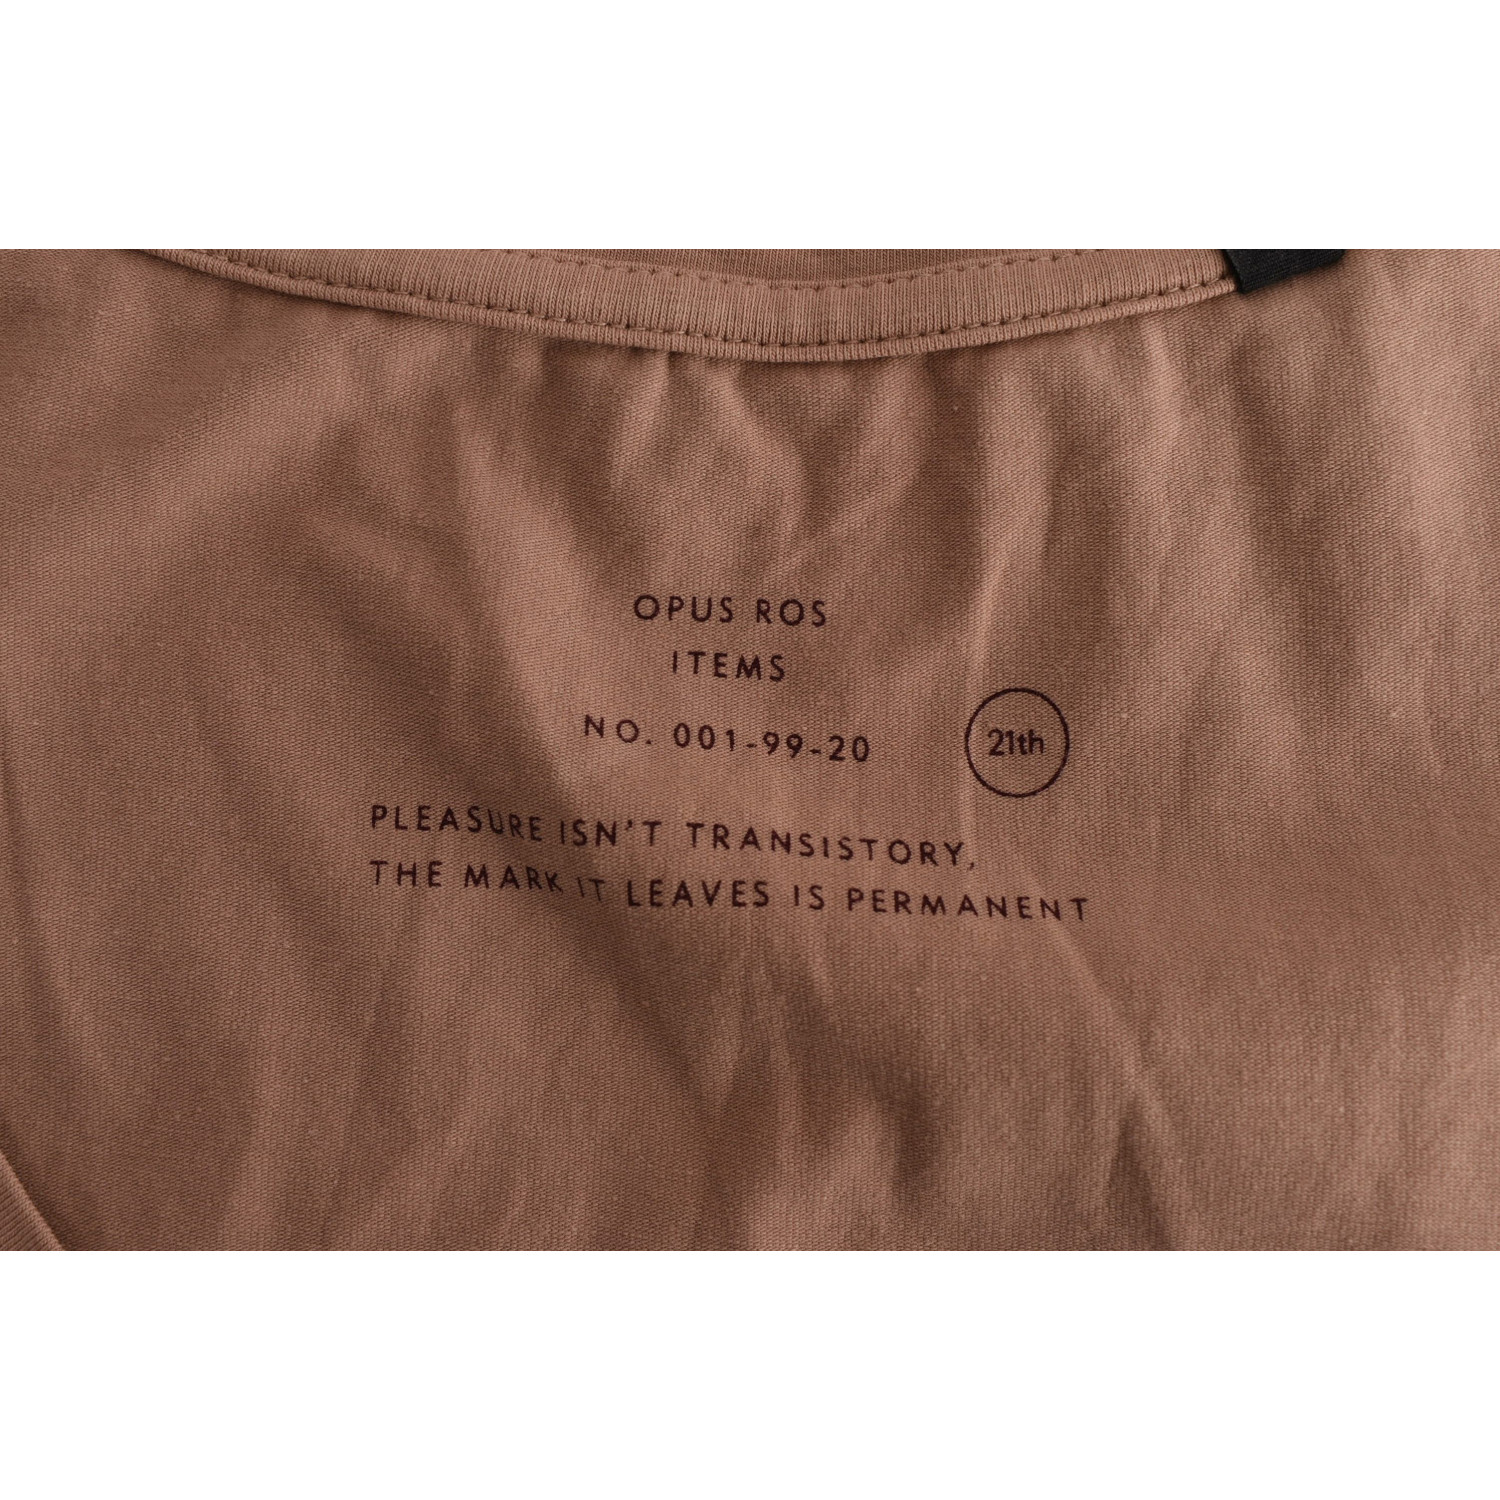 OPUS ROS
ITEMS
NO. 001-99-20
21th
PLEASURE ISN'T TRANSISTORY,
THE MARK IT LEAVES IS PERMANENT